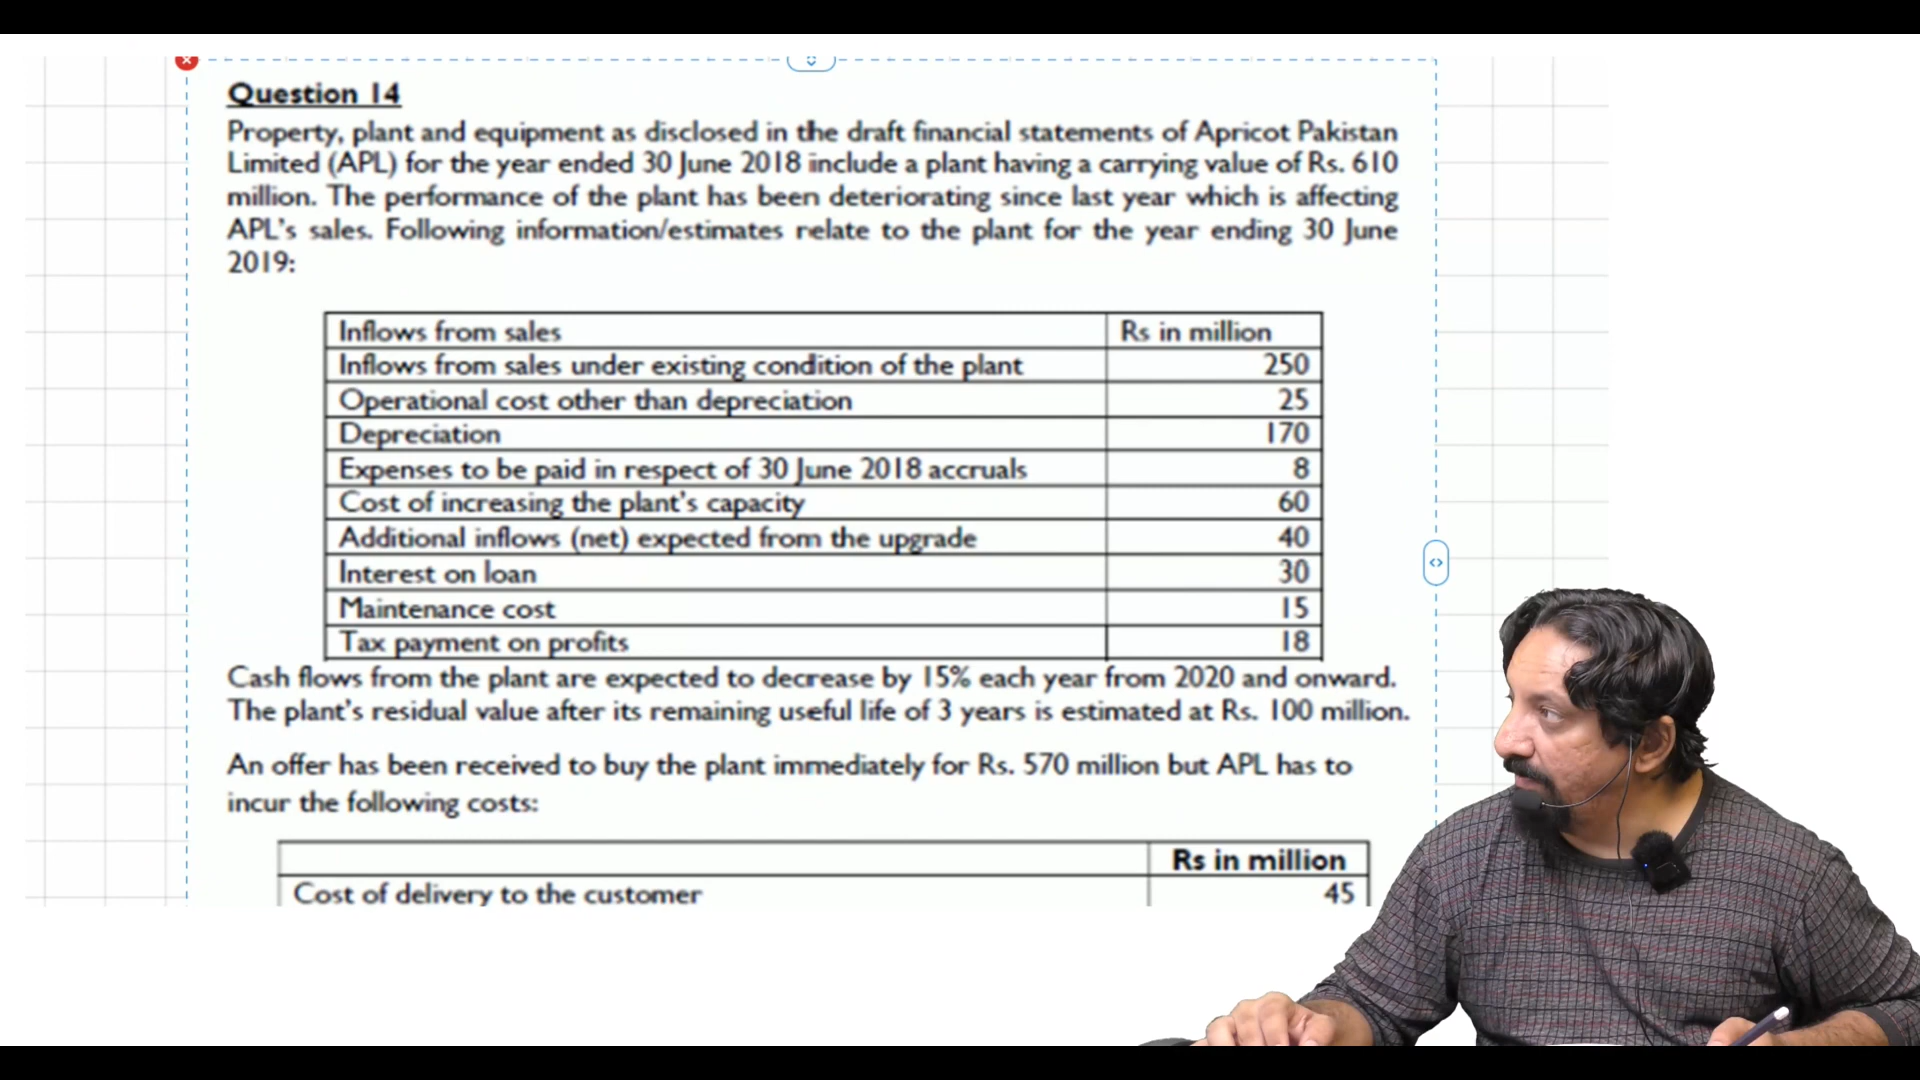 Question 14
Property, plant and equipment as disclosed in the draft financial statements of Apricot Pakistan
Limited (APL) for the year ended 30 June 2018 include a plant having a carrying value of Rs. 610
million. The performance of the plant has been deteriorating since last year which is affecting
APL's sales. Following information/estimates relate to the plant for the year ending 30 June
2019:
Inflows from sales Rs in million
Inflows from sales under existing condition of the plant 250
Operational cost other than depreciation 25
Depreciation 170
Expenses to be paid in respect of 30 June 2018 accruals 8
Cost of increasing the plant's capacity 60
Additional inflows (net) expected from the upgrade 40
Interest on loan 30
Maintenance cost 15
Tax payment on profits 18
Cash flows from the plant are expected to decrease by 15% each year from 2020 and onward.
The plant's residual value after its remaining useful life of 3 years is estimated at Rs. 100 million.
An offer has been received to buy the plant immediately for Rs. 570 million but APL has to
incur the following costs:
Rs in million
Cost of delivery to the customer 45